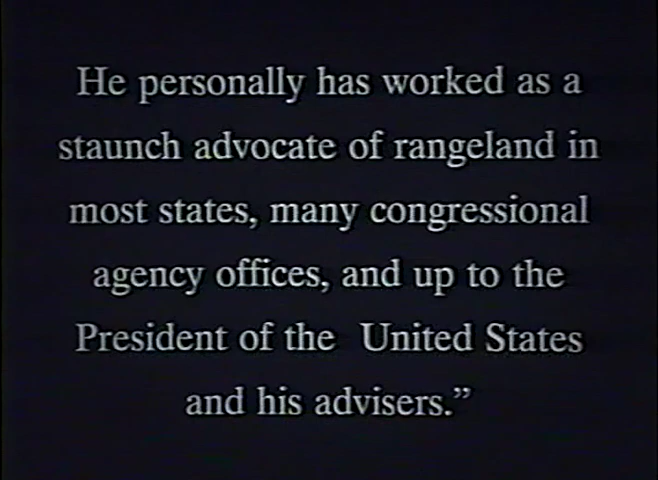 He personally has worked as a
staunch advocate of rangeland in
most states, many congressional
agency offices, and up to the
President of the  United States
and his advisers.”